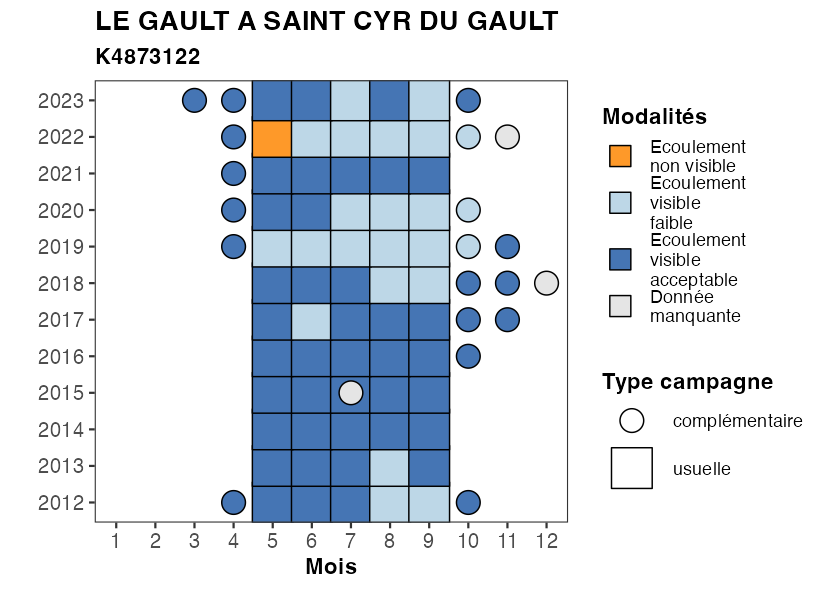 LE GAULT A SAINT CYR DU GAULT
K4873122
2023
2022
2021
2020
2019
2018
2017
2016
2015
2014
2013
2012
1 2 3 4 5 6 7 8 9 10 11 12
Mois
Modalités
Ecoulement
non visible
Ecoulement
visible
faible
Ecoulement
visible
acceptable
Donnée
manquante
Type campagne
complémentaire
usuelle